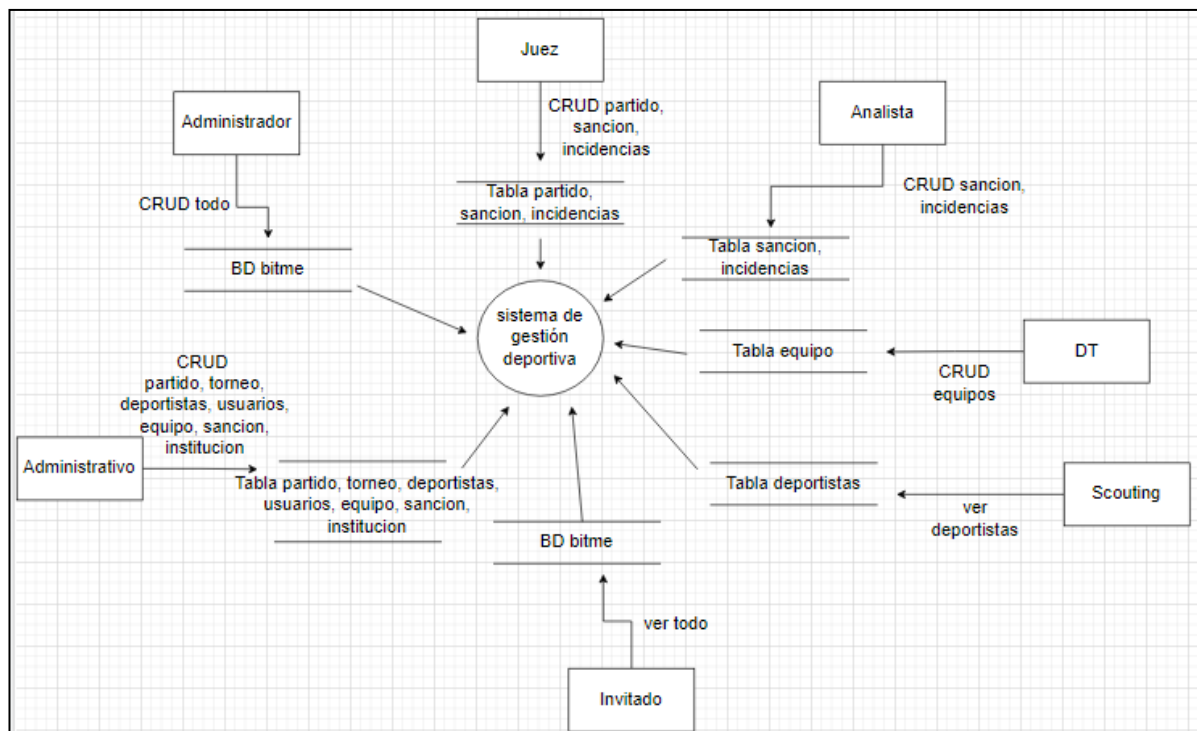 Juez
CRUD partido,
sancion,
incidencias
Tabla partido,
sancion, incidencias
Administrador
CRUD todo
BD bitme
Analista
CRUD sancion,
incidencias
Tabla sancion,
incidencias
sistema de
gestión
deportiva
Tabla equipo
DT
CRUD
equipos
CRUD
partido, torneo,
deportistas, usuarios,
equipo, sancion,
institucion
Administrativo
Tabla partido, torneo, deportistas,
usuarios, equipo, sancion,
institucion
Tabla deportistas
Scouting
ver
deportistas
BD bitme
ver todo
Invitado